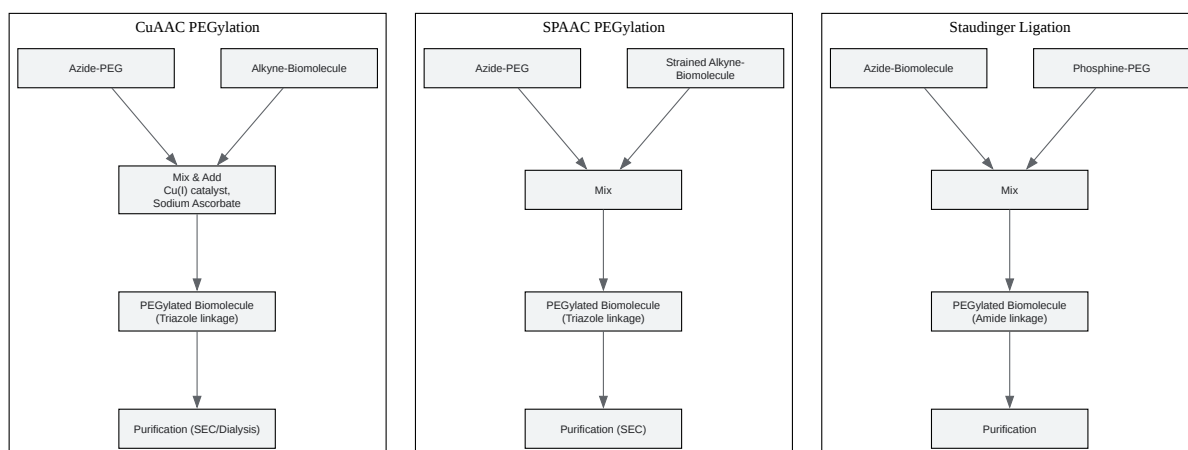 CuAAC PEGylation
Azide-PEG
Alkyne-Biomolecule
Mix & Add
Cu(I) catalyst,
Sodium Ascorbate
PEGylated Biomolecule
(Triazole linkage)
Purification (SEC/Dialysis)
SPAAC PEGylation
Azide-PEG
Strained Alkyne-
Biomolecule
Mix
PEGylated Biomolecule
(Triazole linkage)
Purification (SEC)
Staudinger Ligation
Azide-Biomolecule
Phosphine-PEG
Mix
PEGylated Biomolecule
(Amide linkage)
Purification